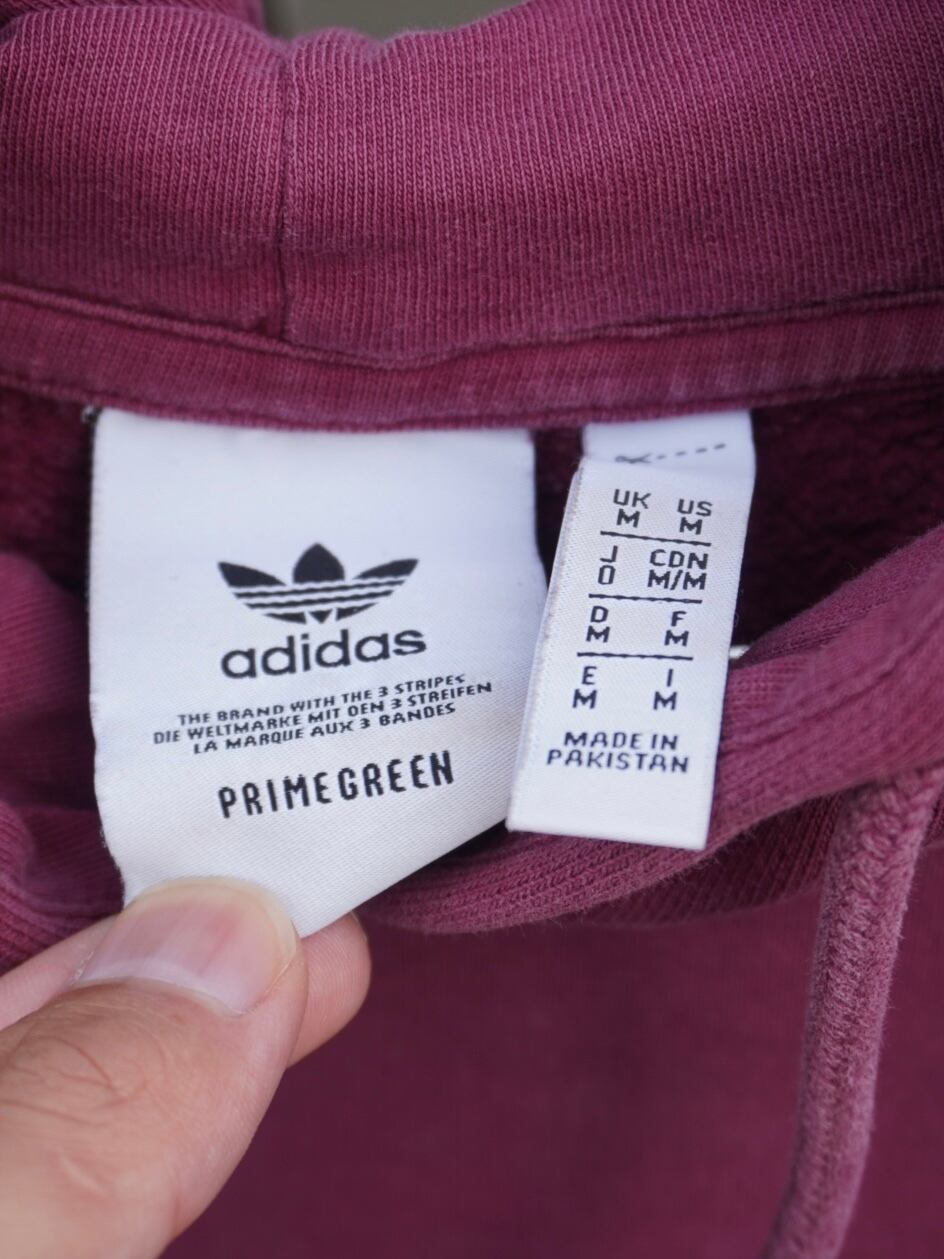 adidas
THE BRAND WITH THE 3 STRIPES
DIE WELTMARKE MIT DEN 3 STREIFEN
LA MARQUE AUX 3 BANDES
PRIMEGREEN
UK US
M M
J CDN
O M/M
D F
M M
E I
M M
MADE IN
PAKISTAN